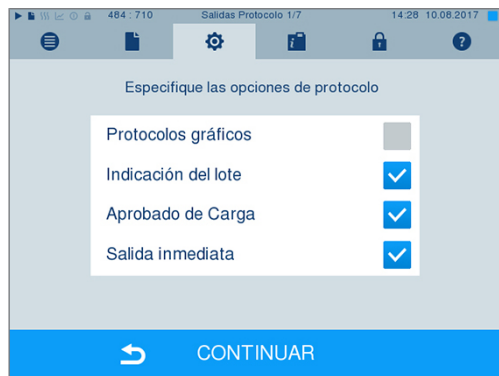 484 : 710 Salidas Protocolo 1/7 14:28 10.08.2017
Especifique las opciones de protocolo
Protocolos gráficos
Indicación del lote
Aprobado de Carga
Salida inmediata
CONTINUAR